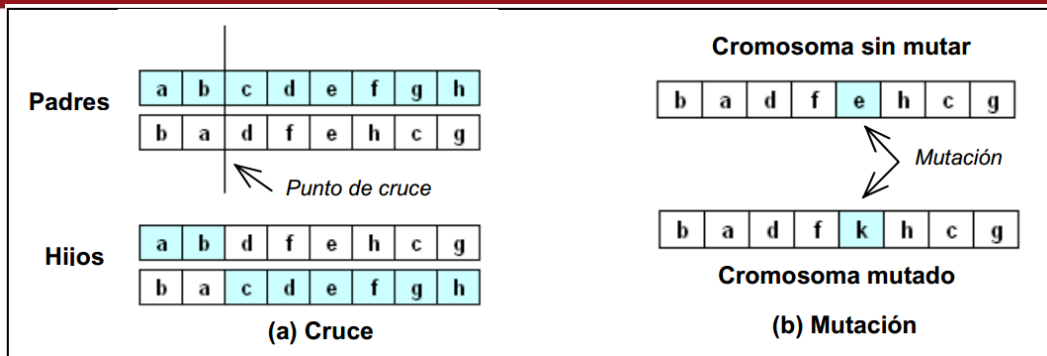 Padres
a b c d e f g h
b a d f e h c g
Punto de cruce
Hijos
a b d f e h c g
b a c d e f g h
(a) Cruce
Cromosoma sin mutar
b a d f e h c g
Mutación
b a d f k h c g
Cromosoma mutado
(b) Mutación